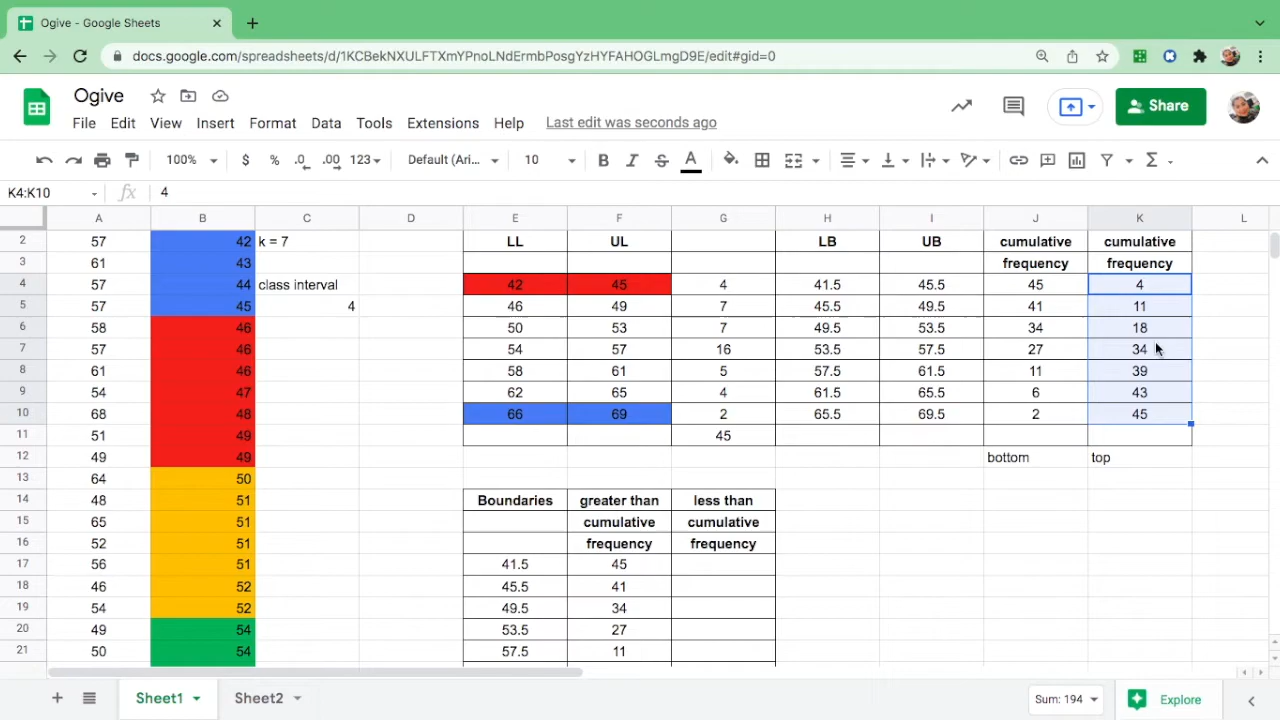 Ogive - Google Sheets
docs.google.com/spreadsheets/d/1KCBekNXULFTXmYPnoLNdErmbPosgYzHYFAHOGLmgD9E/edit#gid=0
Ogive
File Edit View Insert Format Data Tools Extensions Help Last edit was seconds ago
Share
100% $ % .0 .00 123 Default (Ari... 10 B I S A
K4:K10 fx 4
A B C D E F G H I J K L
2 57 42 k = 7 LL UL LB UB cumulative cumulative
3 61 43 frequency frequency
4 57 44 class interval 42 45 4 41.5 45.5 45 4
5 57 45 4 46 49 7 45.5 49.5 41 11
6 58 46 50 53 7 49.5 53.5 34 18
7 57 46 54 57 16 53.5 57.5 27 34
8 61 46 58 61 5 57.5 61.5 11 39
9 54 47 62 65 4 61.5 65.5 6 43
10 68 48 66 69 2 65.5 69.5 2 45
11 51 49 45
12 49 49 bottom top
13 64 50
14 48 51 Boundaries greater than less than
15 65 51 cumulative cumulative
16 52 51 frequency frequency
17 56 51 41.5 45
18 46 52 45.5 41
19 54 52 49.5 34
20 49 54 53.5 27
21 50 54 57.5 11
Sheet1 Sheet2 Sum: 194 Explore